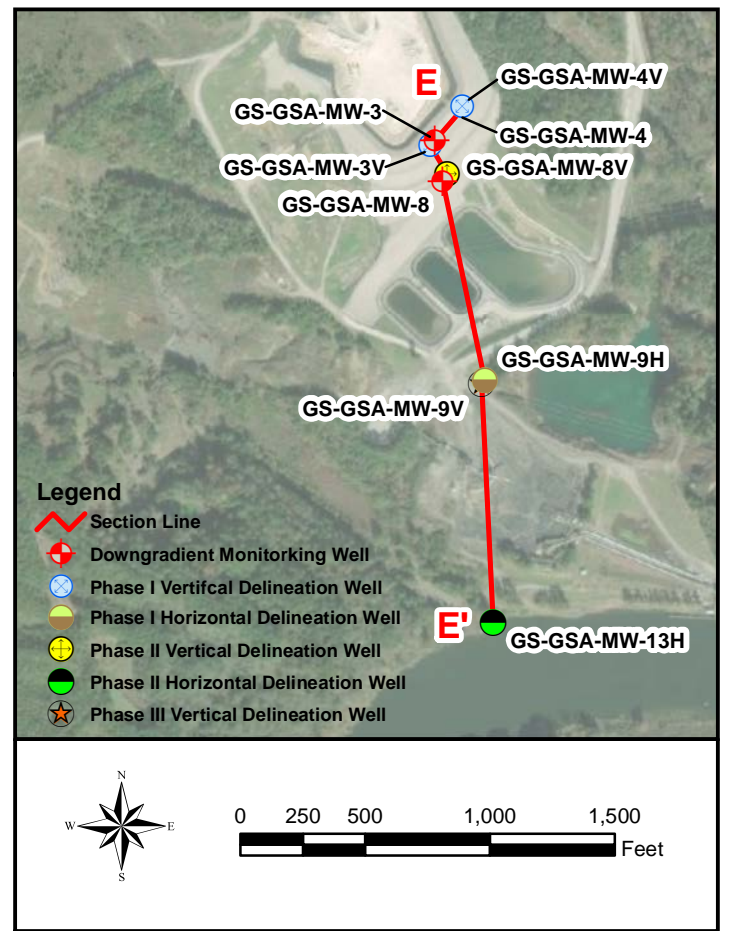 E
GS-GSA-MW-4V
GS-GSA-MW-3
GS-GSA-MW-4
GS-GSA-MW-3V
GS-GSA-MW-8V
GS-GSA-MW-8
GS-GSA-MW-9H
GS-GSA-MW-9V
E'
GS-GSA-MW-13H
Legend
Section Line
Downgradient Monitorking Well
Phase I Vertifcal Delineation Well
Phase I Horizontal Delineation Well
Phase II Vertical Delineation Well
Phase II Horizontal Delineation Well
Phase III Vertical Delineation Well
N
W E
S
0 250 500 1,000 1,500
Feet